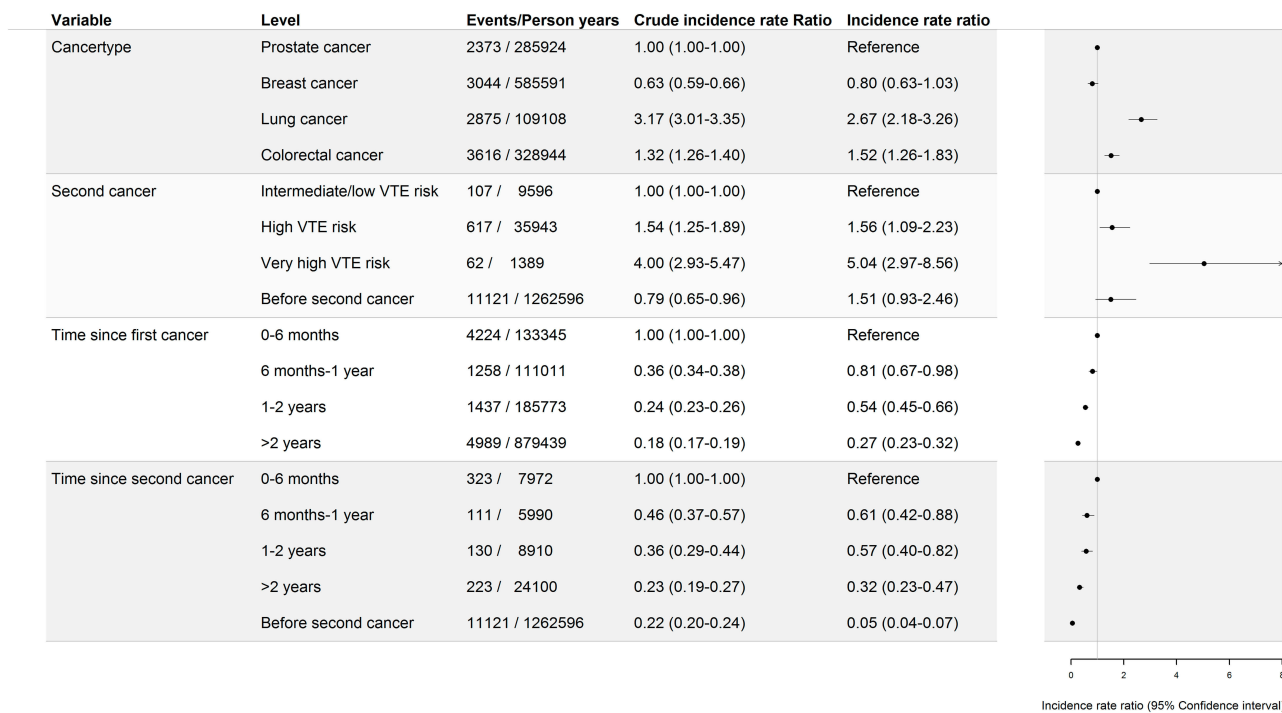 Variable Level Events/Person years Crude incidence rate Ratio Incidence rate ratio
Cancertype Prostate cancer 2373 / 285924 1.00 (1.00-1.00) Reference
Breast cancer 3044 / 585591 0.63 (0.59-0.66) 0.80 (0.63-1.03)
Lung cancer 2875 / 109108 3.17 (3.01-3.35) 2.67 (2.18-3.26)
Colorectal cancer 3616 / 328944 1.32 (1.26-1.40) 1.52 (1.26-1.83)
Second cancer Intermediate/low VTE risk 107 / 9596 1.00 (1.00-1.00) Reference
High VTE risk 617 / 35943 1.54 (1.25-1.89) 1.56 (1.09-2.23)
Very high VTE risk 62 / 1389 4.00 (2.93-5.47) 5.04 (2.97-8.56)
Before second cancer 11121 / 1262596 0.79 (0.65-0.96) 1.51 (0.93-2.46)
Time since first cancer 0-6 months 4224 / 133345 1.00 (1.00-1.00) Reference
6 months-1 year 1258 / 111011 0.36 (0.34-0.38) 0.81 (0.67-0.98)
1-2 years 1437 / 185773 0.24 (0.23-0.26) 0.54 (0.45-0.66)
>2 years 4989 / 879439 0.18 (0.17-0.19) 0.27 (0.23-0.32)
Time since second cancer 0-6 months 323 / 7972 1.00 (1.00-1.00) Reference
6 months-1 year 111 / 5990 0.46 (0.37-0.57) 0.61 (0.42-0.88)
1-2 years 130 / 8910 0.36 (0.29-0.44) 0.57 (0.40-0.82)
>2 years 223 / 24100 0.23 (0.19-0.27) 0.32 (0.23-0.47)
Before second cancer 11121 / 1262596 0.22 (0.20-0.24) 0.05 (0.04-0.07)
0 2 4 6 8
Incidence rate ratio (95% Confidence interval